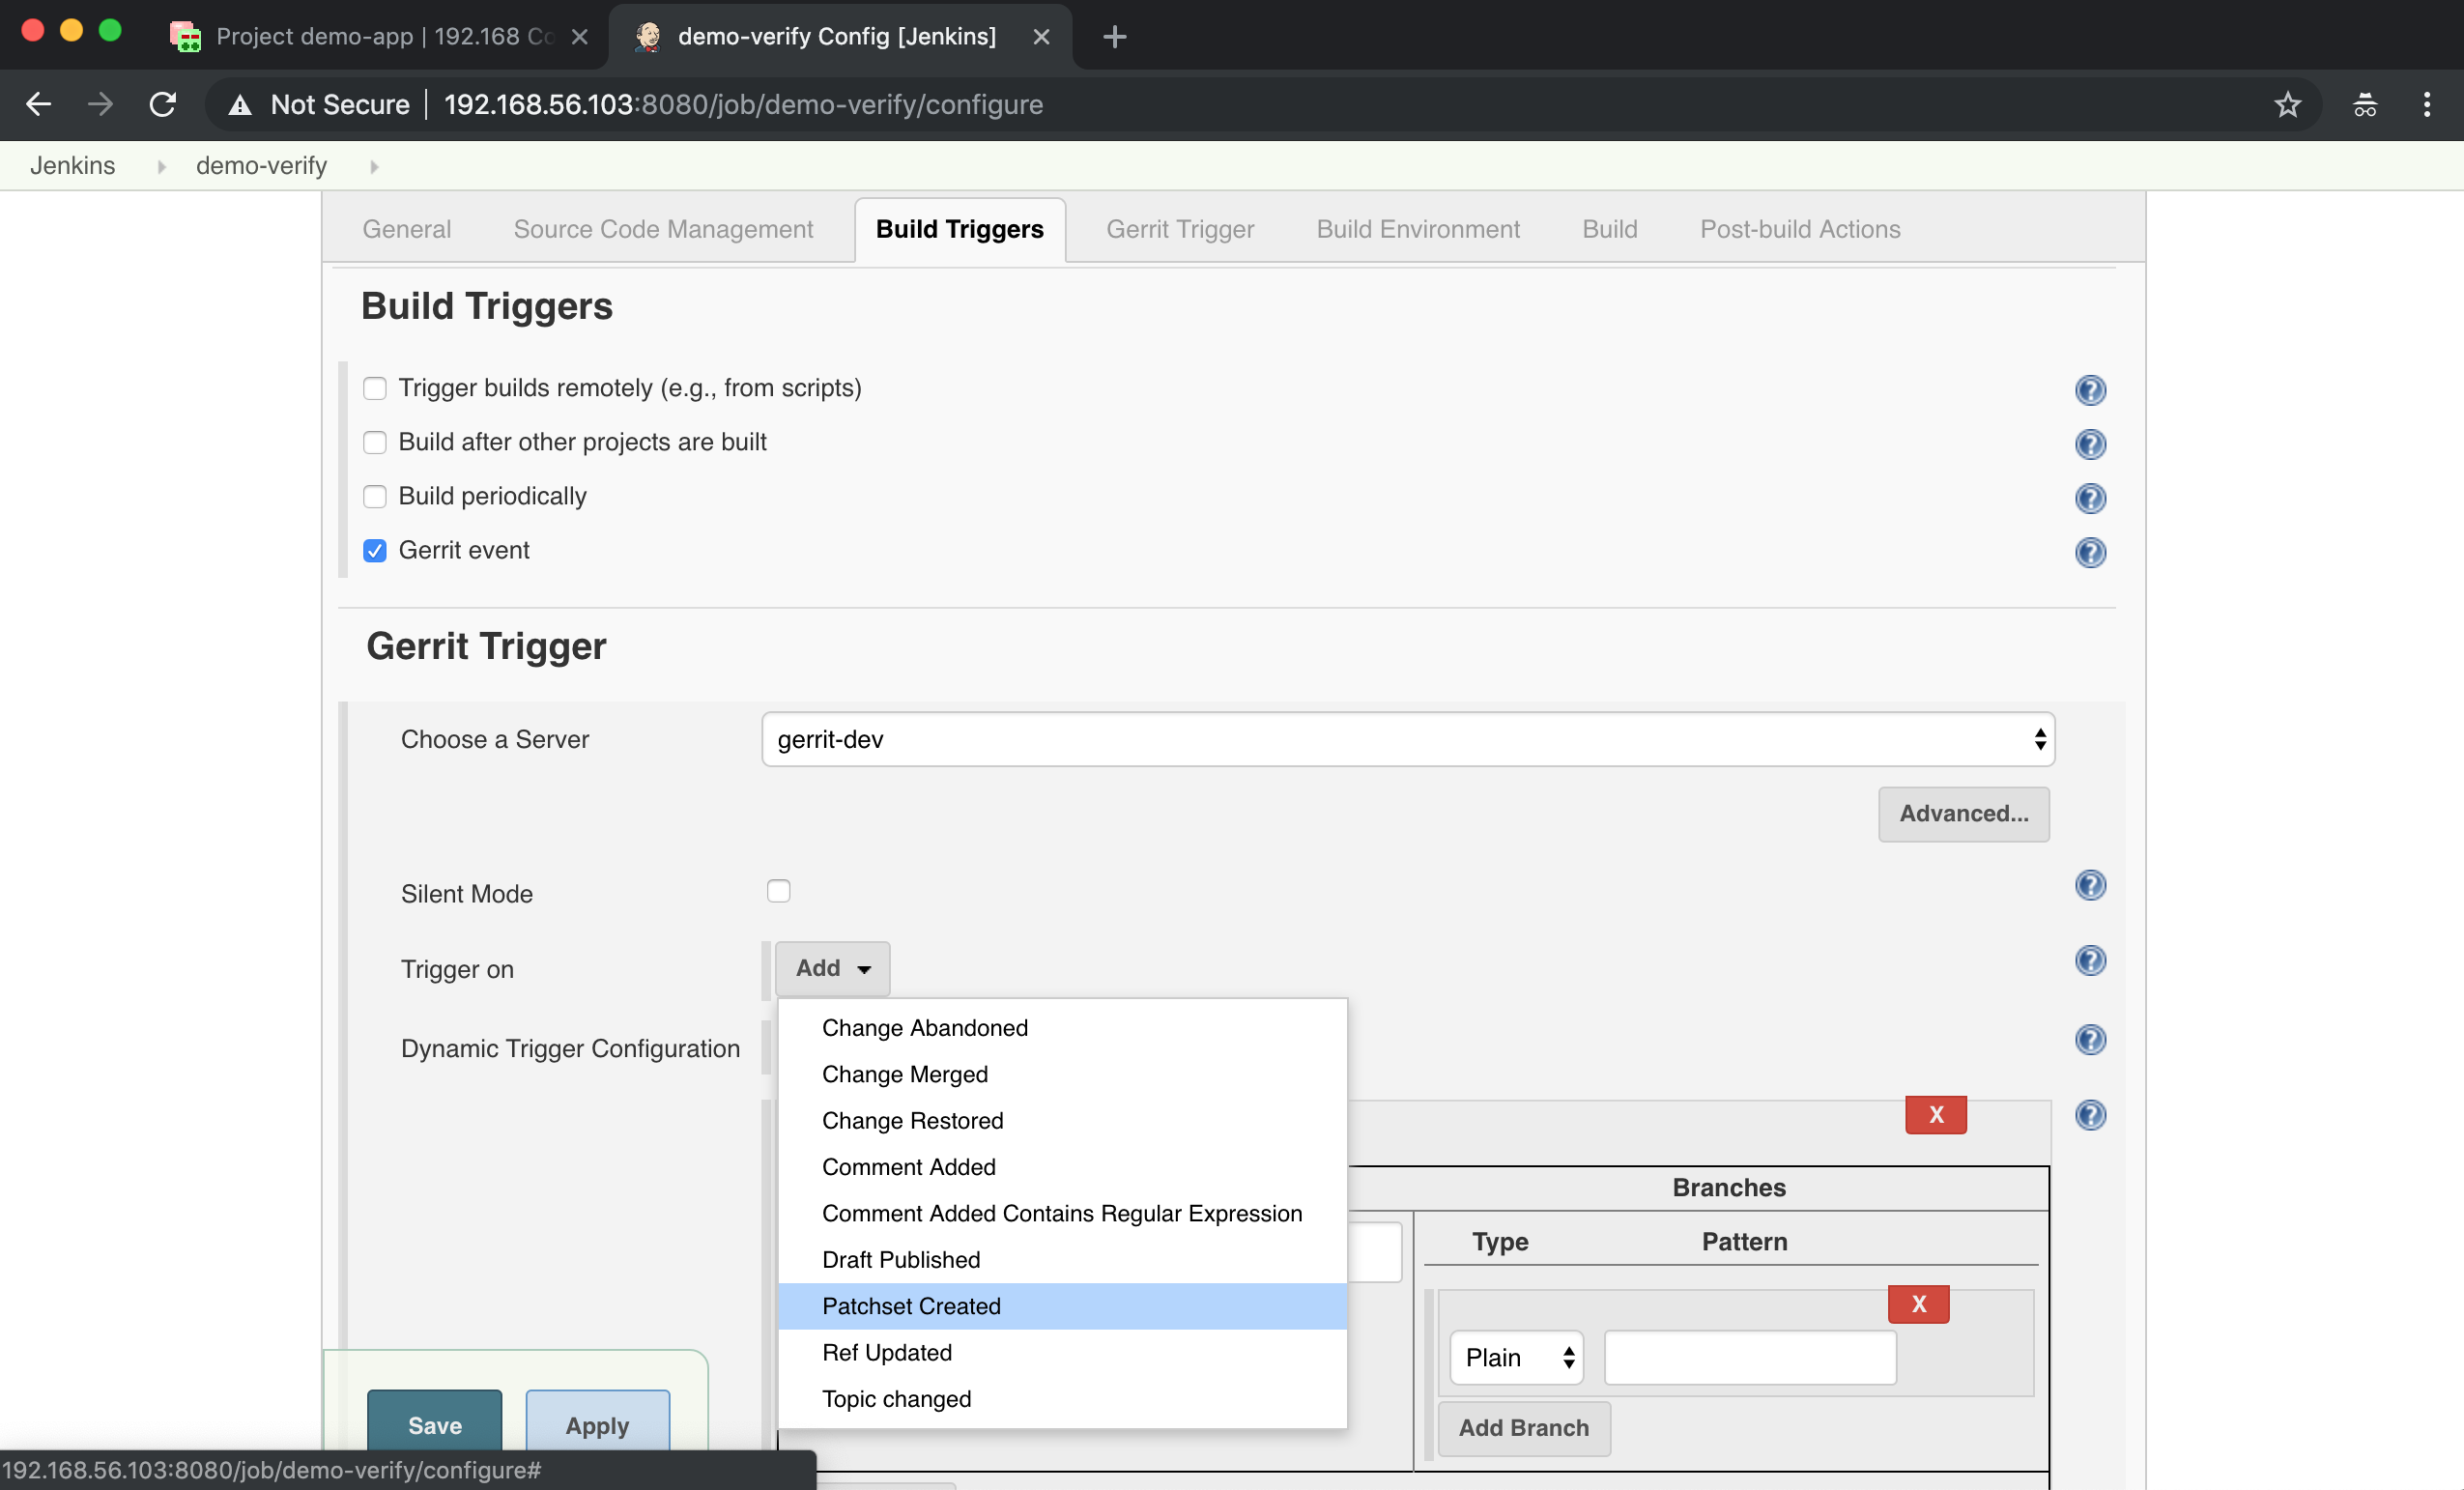 Project demo-app | 192.168 Co
demo-verify Config [Jenkins]
Not Secure | 192.168.56.103:8080/job/demo-verify/configure
Jenkins demo-verify
General Source Code Management Build Triggers Gerrit Trigger Build Environment Build Post-build Actions
Build Triggers
Trigger builds remotely (e.g., from scripts)
Build after other projects are built
Build periodically
Gerrit event
Gerrit Trigger
Choose a Server gerrit-dev
Advanced...
Silent Mode
Trigger on Add
Dynamic Trigger Configuration
Change Abandoned
Change Merged
Change Restored
Comment Added
Comment Added Contains Regular Expression
Draft Published
Patchset Created
Ref Updated
Topic changed
X
Branches
Type Pattern
X
Plain
Add Branch
Save Apply
192.168.56.103:8080/job/demo-verify/configure#